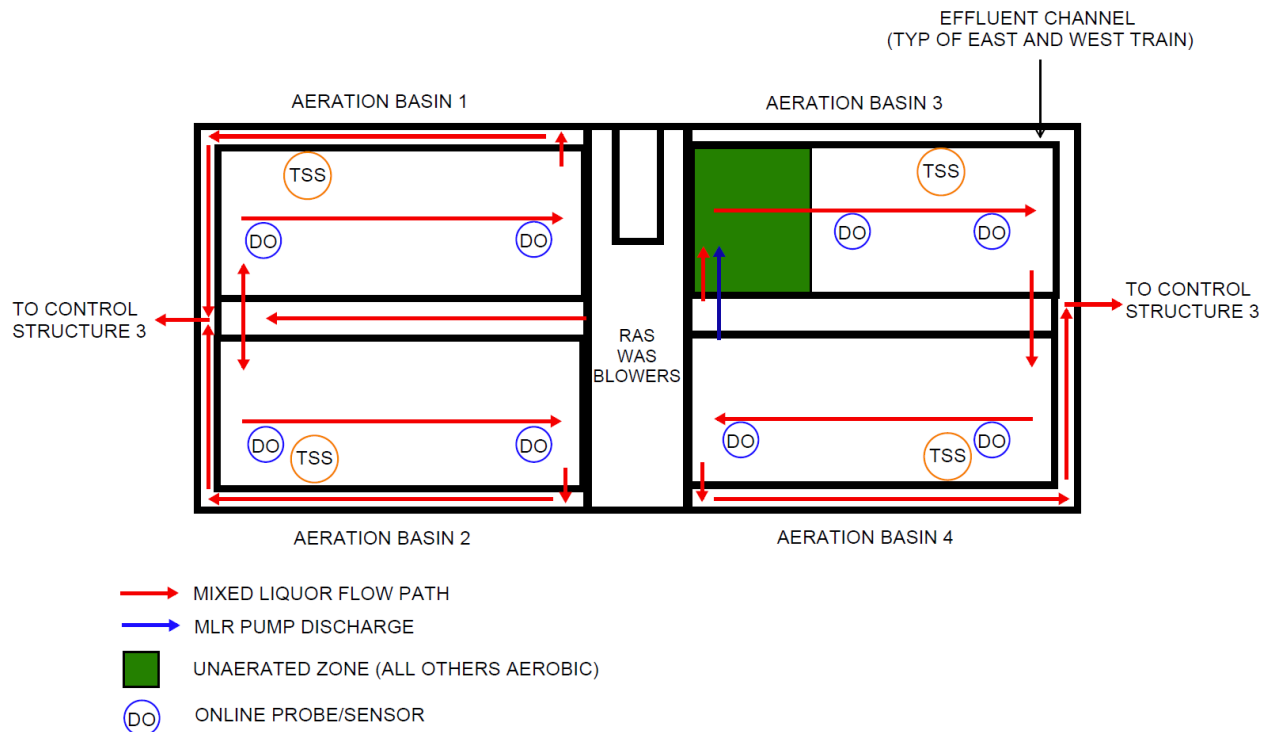 EFFLUENT CHANNEL
(TYP OF EAST AND WEST TRAIN)
AERATION BASIN 1
AERATION BASIN 3
TSS
TSS
DO
DO
DO
DO
TO CONTROL
STRUCTURE 3
TO CONTROL
STRUCTURE 3
RAS
WAS
BLOWERS
DO
TSS
DO
DO
TSS
DO
AERATION BASIN 2
AERATION BASIN 4
MIXED LIQUOR FLOW PATH
MLR PUMP DISCHARGE
UNAERATED ZONE (ALL OTHERS AEROBIC)
DO
ONLINE PROBE/SENSOR